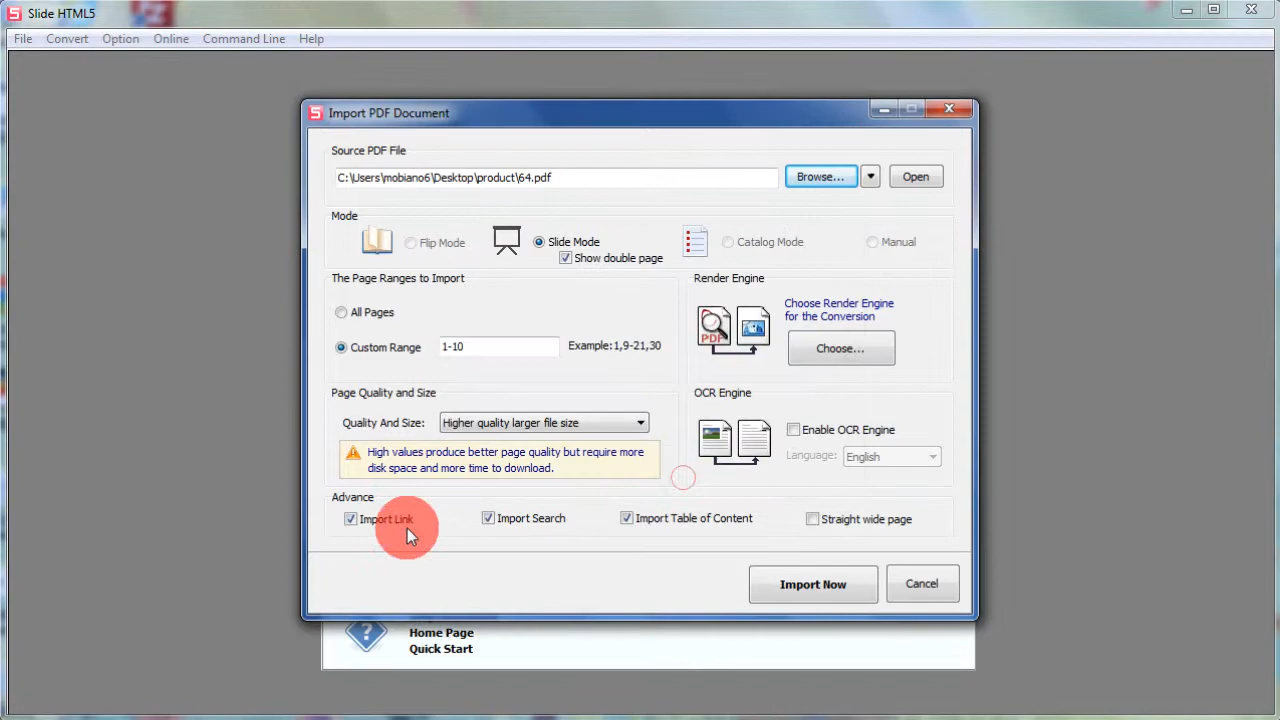 Slide HTML5
File Convert Option Online Command Line Help
Import PDF Document
Source PDF File
C:\Users\mobiano6\Desktop\product\64.pdf Browse... Open
Mode
Flip Mode Slide Mode Catalog Mode Manual
Show double page
The Page Ranges to Import Render Engine
All Pages
Choose Render Engine
for the Conversion
Custom Range 1-10 Example:1,9-21,30 Choose...
PDF
Page Quality and Size OCR Engine
Quality And Size: Higher quality larger file size Enable OCR Engine
High values produce better page quality but require more
disk space and more time to download.
Language: English
Advance
Import Link Import Search Import Table of Content Straight wide page
Import Now Cancel
Home Page
Quick Start